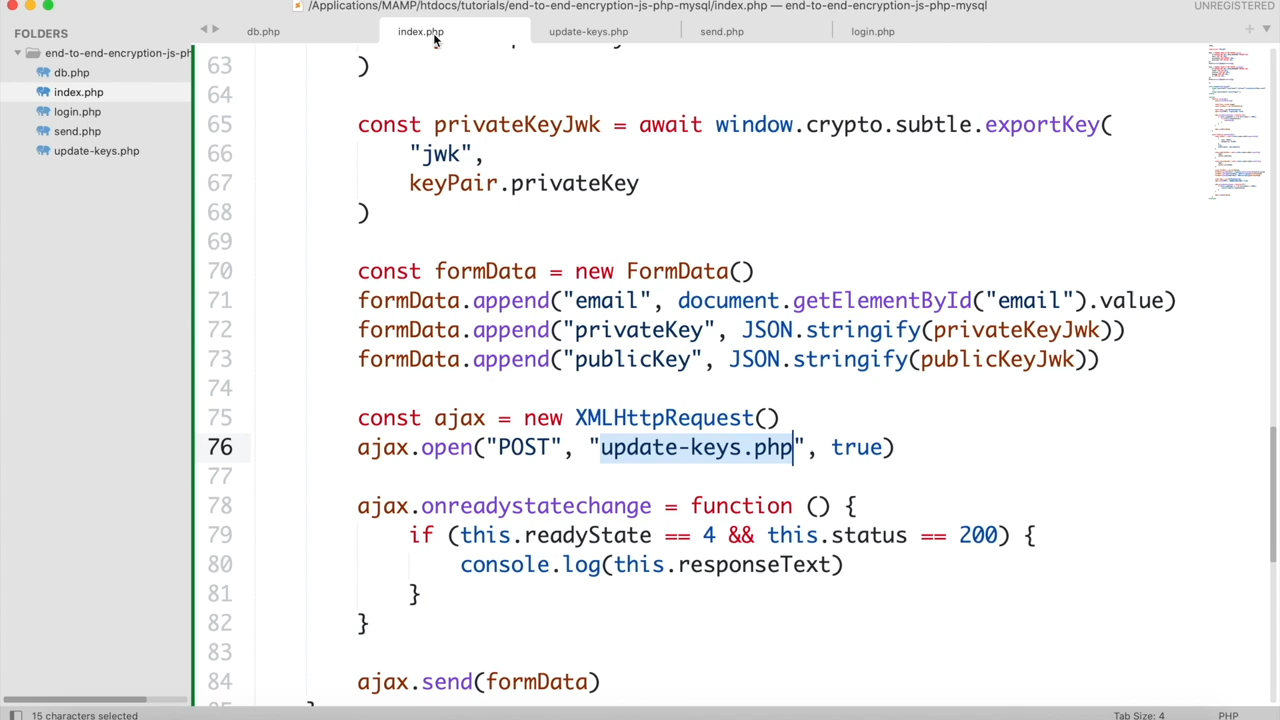 /Applications/MAMP/htdocs/tutorials/end-to-end-encryption-js-php-mysql/index.php — end-to-end-encryption-js-php-mysql
UNREGISTERED
FOLDERS
end-to-end-encryption-js-ph
db.php
index.php
login.php
send.php
update-keys.php
db.php
index.php
update-keys.php
send.php
login.php
63 )
64
65 const privateKeyJwk = await window.crypto.subtle.exportKey(
66 "jwk",
67 keyPair.privateKey
68 )
69
70 const formData = new FormData()
71 formData.append("email", document.getElementById("email").value)
72 formData.append("privateKey", JSON.stringify(privateKeyJwk))
73 formData.append("publicKey", JSON.stringify(publicKeyJwk))
74
75 const ajax = new XMLHttpRequest()
76 ajax.open("POST", "update-keys.php", true)
77
78 ajax.onreadystatechange = function () {
79 if (this.readyState == 4 && this.status == 200) {
80 console.log(this.responseText)
81 }
82 }
83
84 ajax.send(formData)
15 characters selected
Tab Size: 4
PHP